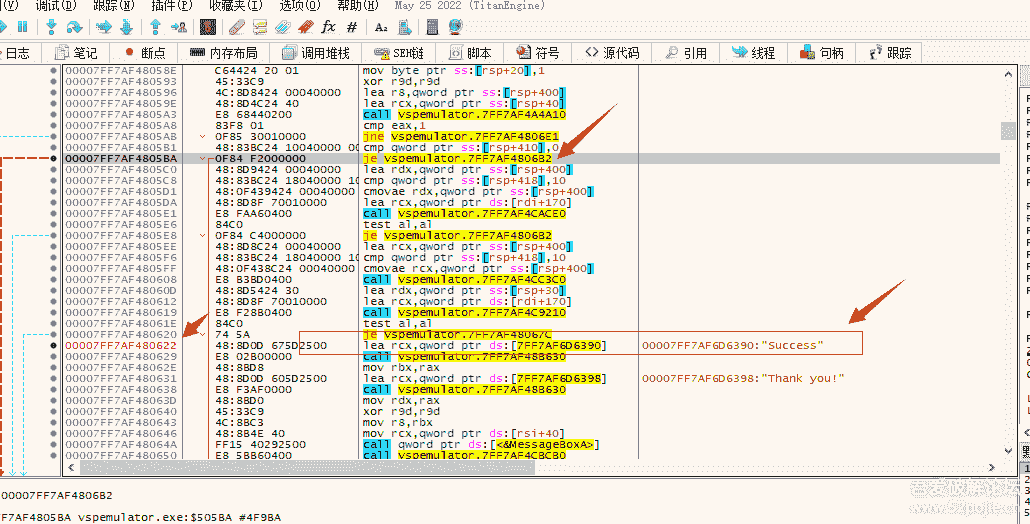 调试(D) 跟踪(N) 插件(P) 收藏夹(I) 选项(O) 帮助(H) May 25 2022 (TitanEngine)
日志 笔记 断点 内存布局 调用堆栈 SEH链 脚本 符号 源代码 引用 线程 句柄 跟踪
00007FF7AF48058E C64424 20 01 mov byte ptr ss:[rsp+20],1
00007FF7AF480593 45:33C9 xor r9d,r9d
00007FF7AF480596 4C:8D8424 00040000 lea r8,qword ptr ss:[rsp+400]
00007FF7AF48059E 48:8D4C24 40 lea rcx,qword ptr ss:[rsp+40]
00007FF7AF4805A3 E8 68440200 call vspemulator.7FF7AF4A4A10
00007FF7AF4805A8 83F8 01 cmp eax,1
00007FF7AF4805AB 0F85 30010000 jne vspemulator.7FF7AF4806E1
00007FF7AF4805B1 48:83BC24 10040000 00 cmp qword ptr ss:[rsp+410],0
00007FF7AF4805BA 0F84 F2000000 je vspemulator.7FF7AF4806B2
00007FF7AF4805C0 48:8D9424 00040000 lea rdx,qword ptr ss:[rsp+400]
00007FF7AF4805C8 48:83BC24 18040000 10 cmp qword ptr ss:[rsp+418],10
00007FF7AF4805D1 48:0F439424 00040000 cmovae rdx,qword ptr ss:[rsp+400]
00007FF7AF4805DA 48:8D8F 70010000 lea rcx,qword ptr ds:[rdi+170]
00007FF7AF4805E1 E8 FAA60400 call vspemulator.7FF7AF4CACE0
00007FF7AF4805E6 84C0 test al,al
00007FF7AF4805E8 0F84 C4000000 je vspemulator.7FF7AF4806B2
00007FF7AF4805EE 48:8D8C24 00040000 lea rcx,qword ptr ss:[rsp+400]
00007FF7AF4805F6 48:83BC24 18040000 10 cmp qword ptr ss:[rsp+418],10
00007FF7AF4805FF 48:0F438C24 00040000 cmovae rcx,qword ptr ss:[rsp+400]
00007FF7AF480608 E8 B3BD0400 call vspemulator.7FF7AF4CC3C0
00007FF7AF48060D 48:8D5424 30 lea rdx,qword ptr ss:[rsp+30]
00007FF7AF480612 48:8D8F 70010000 lea rcx,qword ptr ds:[rdi+170]
00007FF7AF480619 E8 F28B0400 call vspemulator.7FF7AF4C9210
00007FF7AF48061E 84C0 test al,al
00007FF7AF480620 74 5A je vspemulator.7FF7AF48067C
00007FF7AF480622 48:8D0D 675D2500 lea rcx,qword ptr ds:[7FF7AF6D6390] 00007FF7AF6D6390:"Success"
00007FF7AF480629 E8 02B00000 call vspemulator.7FF7AF48B630
00007FF7AF48062E 48:8BD8 mov rbx,rax
00007FF7AF480631 48:8D0D 605D2500 lea rcx,qword ptr ds:[7FF7AF6D6398] 00007FF7AF6D6398:"Thank you!"
00007FF7AF480638 E8 F3AF0000 call vspemulator.7FF7AF48B630
00007FF7AF48063D 48:8BD0 mov rdx,rax
00007FF7AF480640 45:33C9 xor r9d,r9d
00007FF7AF480643 4C:8BC3 mov r8,rbx
00007FF7AF480646 48:8B4E 40 mov rcx,qword ptr ds:[rsi+40]
00007FF7AF48064A FF15 40292500 call qword ptr ds:[<&MessageBoxA>]
00007FF7AF480650 E8 5BB60400 call vspemulator.7FF7AF4CBCB0
00007FF7AF4806B2
FF7AF4805BA vspemulator.exe:$505BA #4F9BA
吾爱破解论坛
www.52pojie.cn